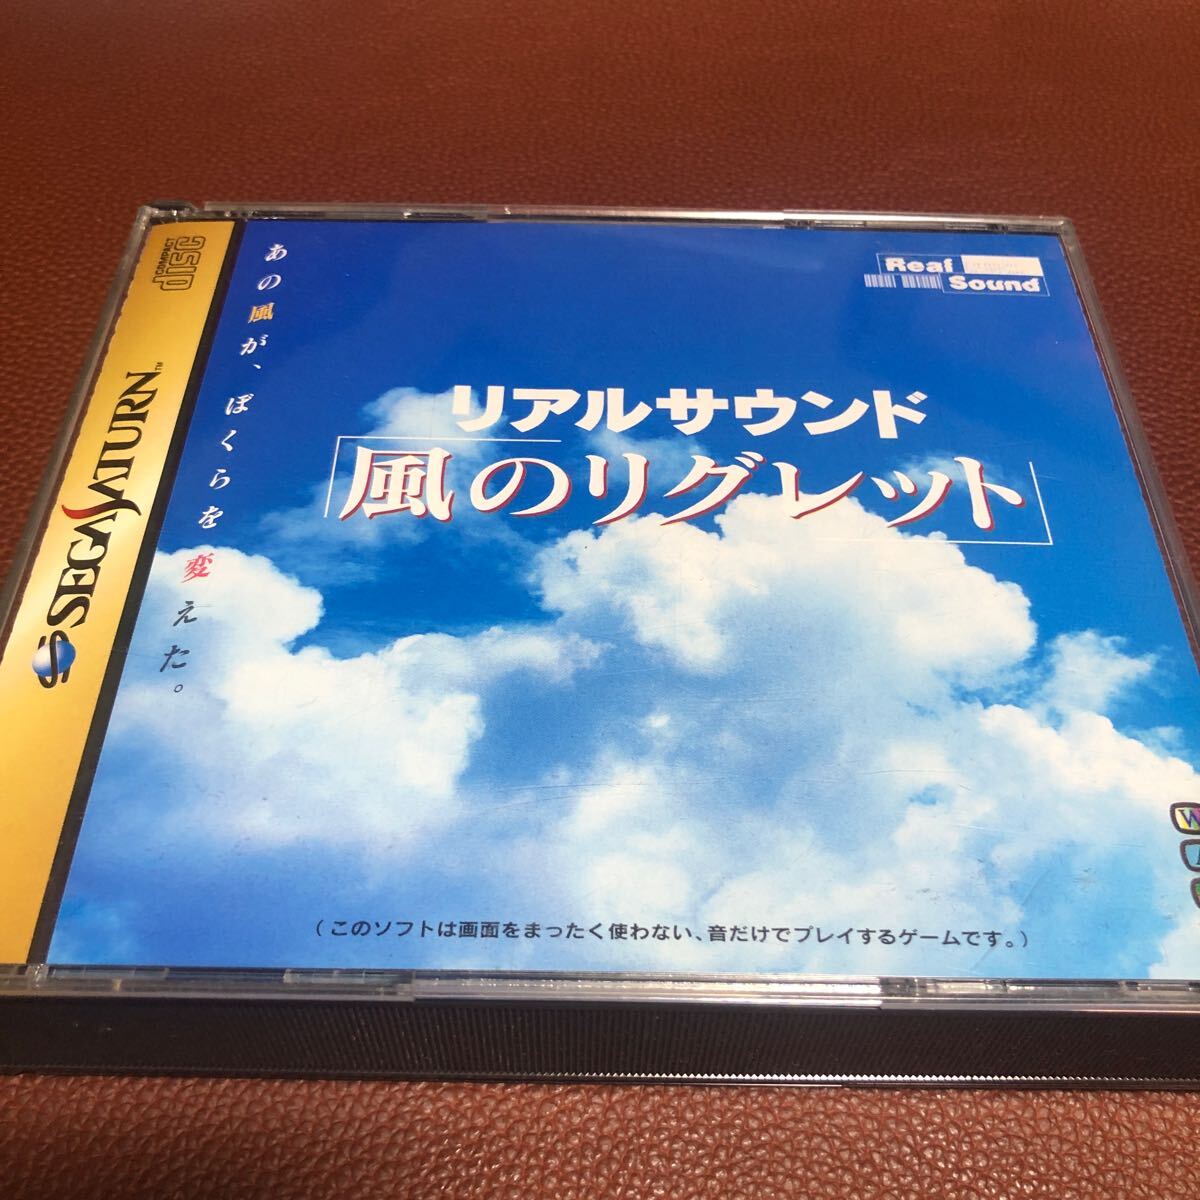 COMPACT
disc
SEGA SATURN™
あの風が、ぼくらを変えた。
Real
Sound
リアルサウンド
風のリグレット
W
(このソフトは画面をまったく使わない、音だけでプレイするゲームです。)